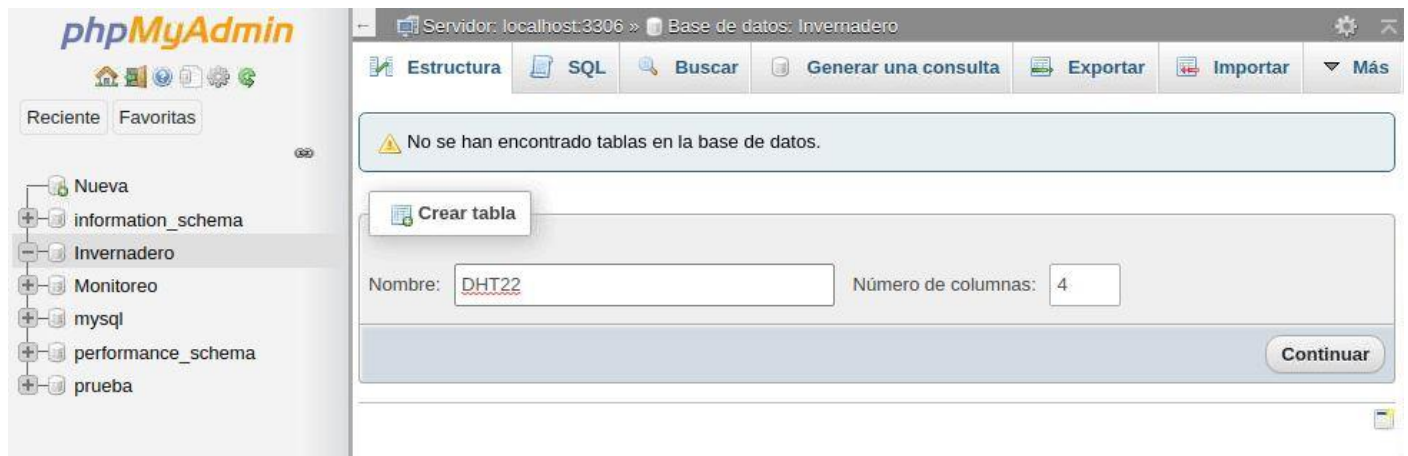 phpMyAdmin
Reciente Favoritas
Nueva
information_schema
Invernadero
Monitoreo
mysql
performance_schema
prueba
Servidor: localhost:3306 » Base de datos: Invernadero
Estructura SQL Buscar Generar una consulta Exportar Importar Más
No se han encontrado tablas en la base de datos.
Crear tabla
Nombre: DHT22 Número de columnas: 4
Continuar